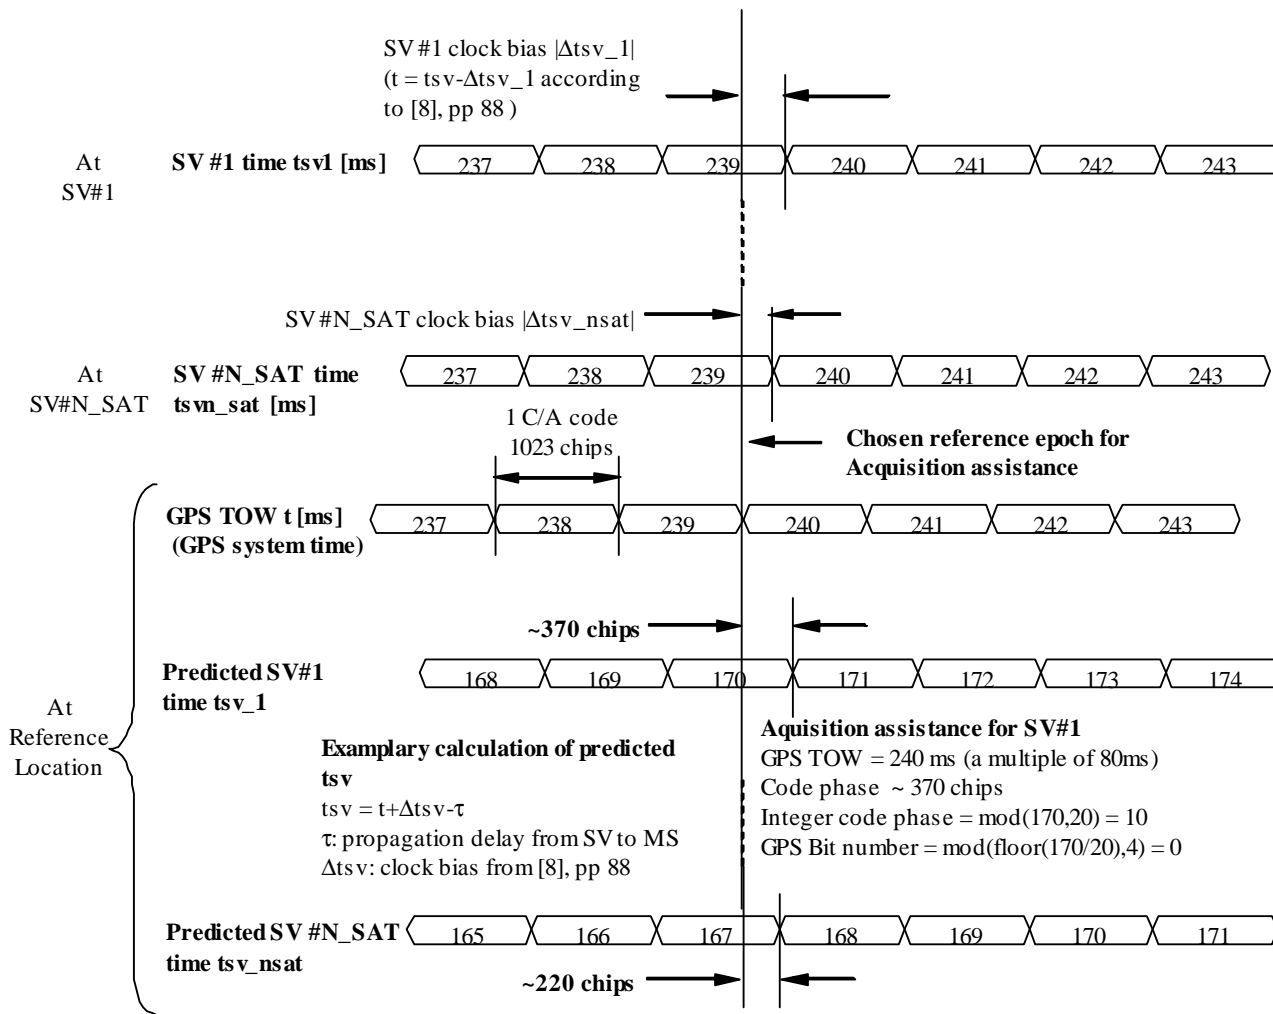 SV #1 clock bias |Δtsv_1|
(t = tsv-Δtsv_1 according
to [8], pp 88 )
At
SV#1
SV #1 time tsv1 [ms]
237 238 239 240 241 242 243
SV #N_SAT clock bias |Δtsv_nsat|
At
SV#N_SAT
SV #N_SAT time
tsvn_sat [ms]
237 238 239 240 241 242 243
1 C/A code
1023 chips
Chosen reference epoch for
Acquisition assistance
GPS TOW t [ms]
(GPS system time)
237 238 239 240 241 242 243
~370 chips
At
Reference
Location
Predicted SV#1
time tsv_1
168 169 170 171 172 173 174
Examplary calculation of predicted
tsv
tsv = t+Δtsv-τ
τ: propagation delay from SV to MS
Δtsv: clock bias from [8], pp 88
Aquisition assistance for SV#1
GPS TOW = 240 ms (a multiple of 80ms)
Code phase ~ 370 chips
Integer code phase = mod(170,20) = 10
GPS Bit number = mod(floor(170/20),4) = 0
Predicted SV #N_SAT
time tsv_nsat
165 166 167 168 169 170 171
~220 chips